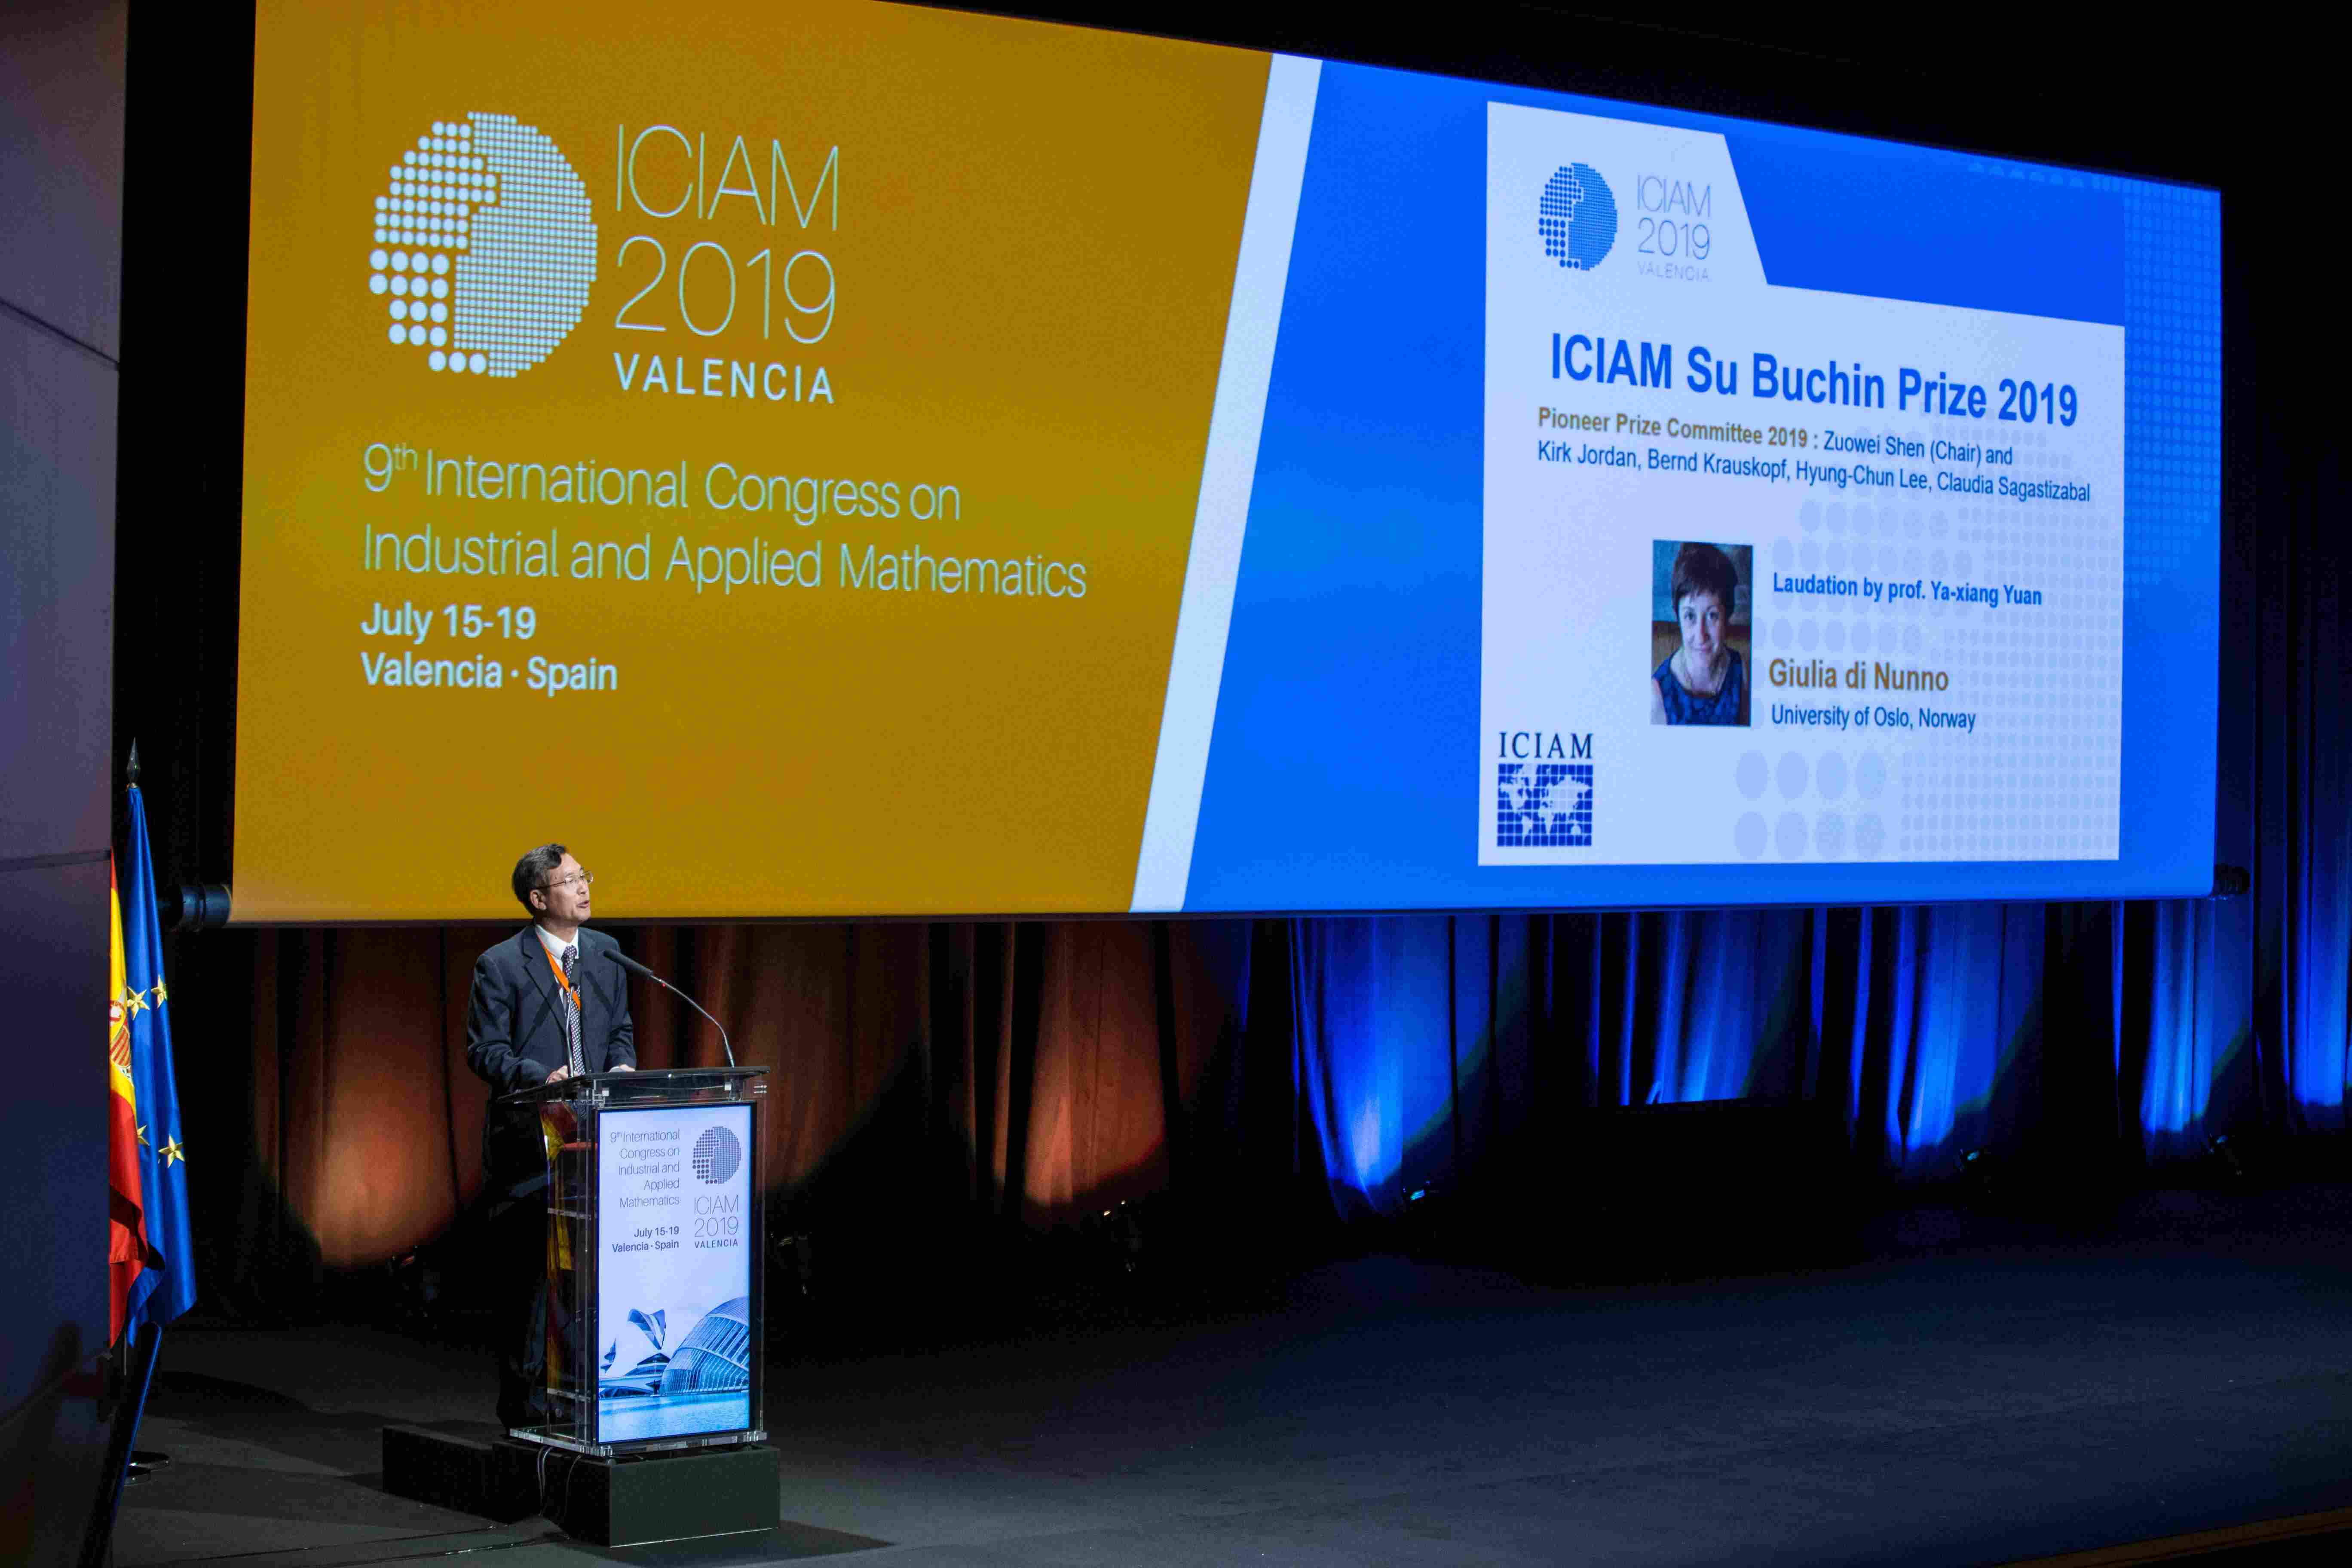 ICIAM
2019
VALENCIA
9th International Congress on
Industrial and Applied Mathematics
July 15-19
Valencia · Spain
ICIAM
2019
VALENCIA
ICIAM Su Buchin Prize 2019
Pioneer Prize Committee 2019 : Zuowei Shen (Chair) and
Kirk Jordan, Bernd Krauskopf, Hyung-Chun Lee, Claudia Sagastizabal
Laudation by prof. Ya-xiang Yuan
Giulia di Nunno
University of Oslo, Norway
ICIAM
9th International
Congress on
Industrial and
Applied
Mathematics
July 15-19
Valencia · Spain
ICIAM
2019
VALENCIA